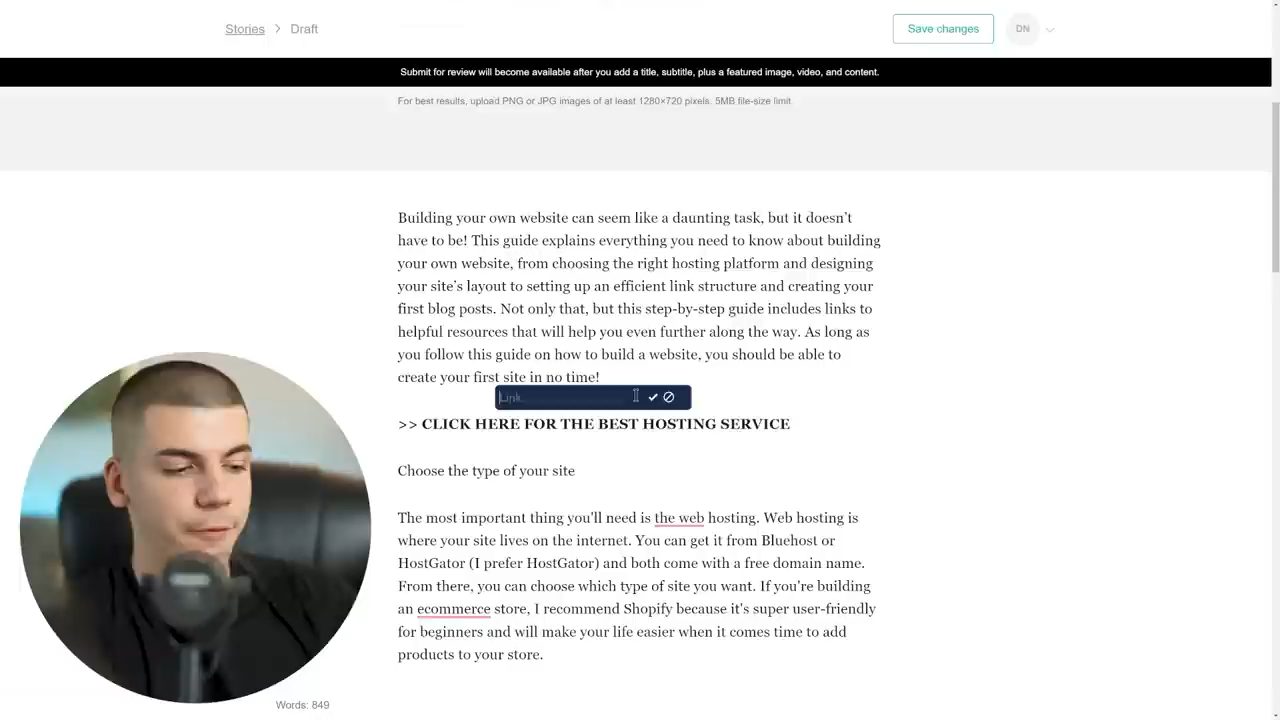 Stories > Draft
Save changes
DN
Submit for review will become available after you add a title, subtitle, plus a featured image, video, and content.
For best results, upload PNG or JPG images of at least 1280×720 pixels. 5MB file-size limit.
Building your own website can seem like a daunting task, but it doesn't
have to be! This guide explains everything you need to know about building
your own website, from choosing the right hosting platform and designing
your site's layout to setting up an efficient link structure and creating your
first blog posts. Not only that, but this step-by-step guide includes links to
helpful resources that will help you even further along the way. As long as
you follow this guide on how to build a website, you should be able to
create your first site in no time!
Link
>> CLICK HERE FOR THE BEST HOSTING SERVICE
Choose the type of your site
The most important thing you'll need is the web hosting. Web hosting is
where your site lives on the internet. You can get it from Bluehost or
HostGator (I prefer HostGator) and both come with a free domain name.
From there, you can choose which type of site you want. If you're building
an ecommerce store, I recommend Shopify because it's super user-friendly
for beginners and will make your life easier when it comes time to add
products to your store.
Words: 849